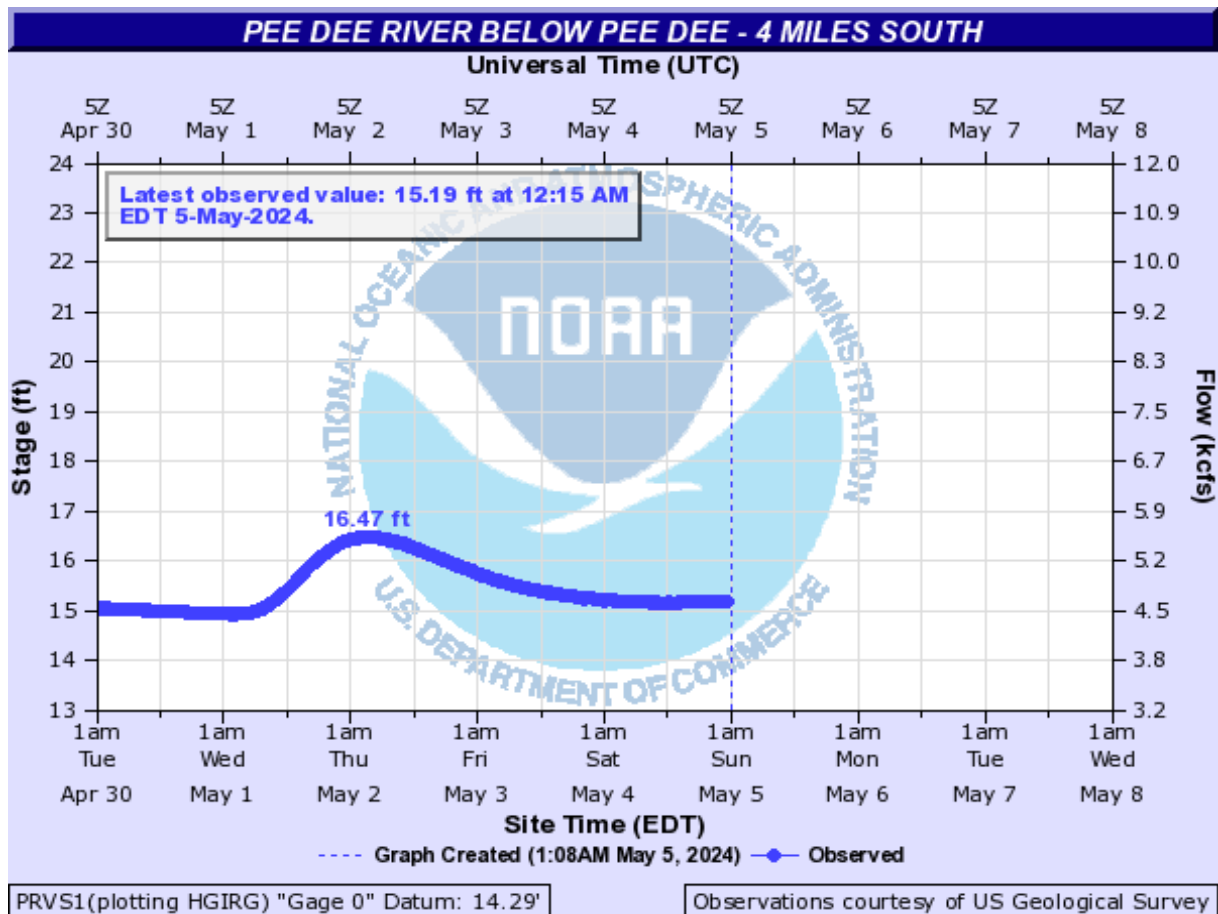 PEE DEE RIVER BELOW PEE DEE - 4 MILES SOUTH
Universal Time (UTC)
5Z 5Z 5Z 5Z 5Z 5Z 5Z 5Z 5Z
Apr 30 May 1 May 2 May 3 May 4 May 5 May 6 May 7 May 8
Latest observed value: 15.19 ft at 12:15 AM
EDT 5-May-2024.
24 12.0
23 10.9
22 10.0
21 9.2
20 8.3
19 7.5
18 6.7
17 5.9
16 5.2
15 4.5
14 3.8
13 3.2
Stage (ft)
Flow (kcfs)
NATIONAL OCEANIC AND ATMOSPHERIC ADMINISTRATION
NOAA
U.S. DEPARTMENT OF COMMERCE
16.47 ft
1am 1am 1am 1am 1am 1am 1am 1am 1am
Tue Wed Thu Fri Sat Sun Mon Tue Wed
Apr 30 May 1 May 2 May 3 May 4 May 5 May 6 May 7 May 8
Site Time (EDT)
Graph Created (1:08AM May 5, 2024) Observed
PRVS1(plotting HGIRG) "Gage 0" Datum: 14.29'
Observations courtesy of US Geological Survey